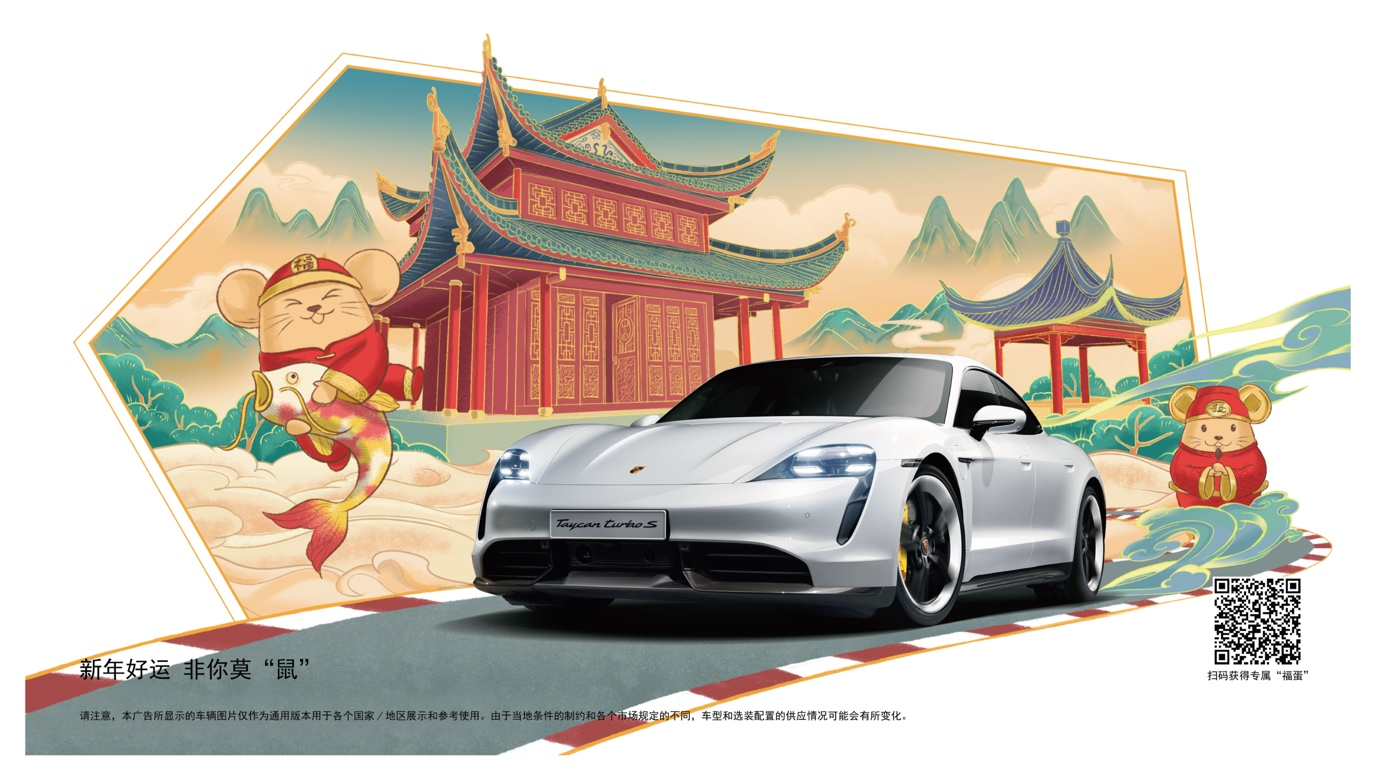 福
發
Taycan turbo S
新年好运 非你莫“鼠”
扫码获得专属“福蛋”
请注意，本广告所显示的车辆图片仅作为通用版本用于各个国家/地区展示和参考使用。由于当地条件的制约和各个市场规定的不同，车型和选装配置的供应情况可能会有所变化。